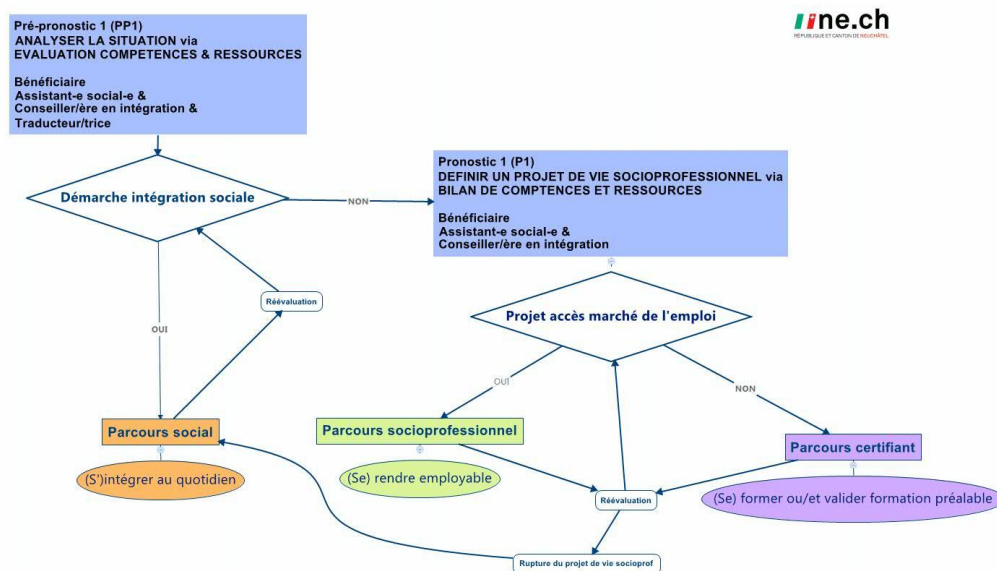 ne.ch
RÉPUBLIQUE ET CANTON DE NEUCHÂTEL
Pré-pronostic 1 (PP1)
ANALYSER LA SITUATION via
EVALUATION COMPETENCES & RESSOURCES
Bénéficiaire
Assistant-e social-e &
Conseiller/ère en intégration &
Traducteur/trice
Démarche intégration sociale
NON
Pronostic 1 (P1)
DEFINIR UN PROJET DE VIE SOCIOPROFESSIONNEL via
BILAN DE COMPTENCES ET RESSOURCES
Bénéficiaire
Assistant-e social-e &
Conseiller/ère en intégration
Réévaluation
OUI
Projet accès marché de l'emploi
OUI
NON
Parcours social
Parcours socioprofessionnel
Parcours certifiant
(S')intégrer au quotidien
(Se) rendre employable
(Se) former ou/et valider formation préalable
Réévaluation
Rupture du projet de vie socioprof